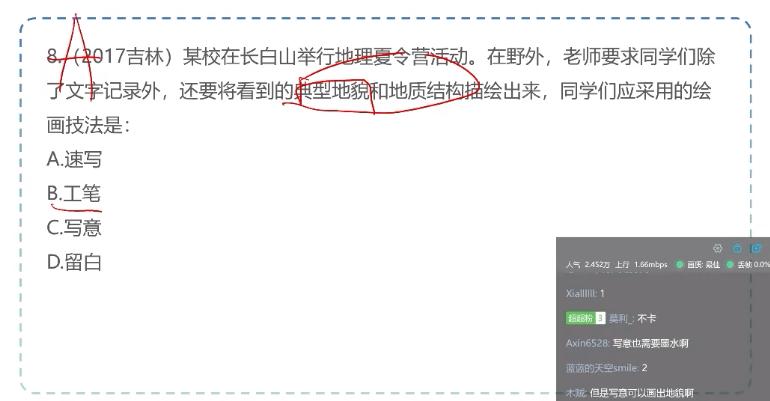 8.（2017吉林）某校在长白山举行地理夏令营活动。在野外，老师要求同学们除
了文字记录外，还要将看到的典型地貌和地质结构描绘出来，同学们应采用的绘
画技法是：
A.速写
B.工笔
C.写意
D.留白
人气 2.452万 上行 1.66mbps 画质: 最佳 丢帧 0.0%
Xiallllll: 1
超超粉 3 莫利_: 不卡
Axin6528: 写意也需要墨水啊
蓝蓝的天空smile: 2
木贼: 但是写意可以画出地貌啊